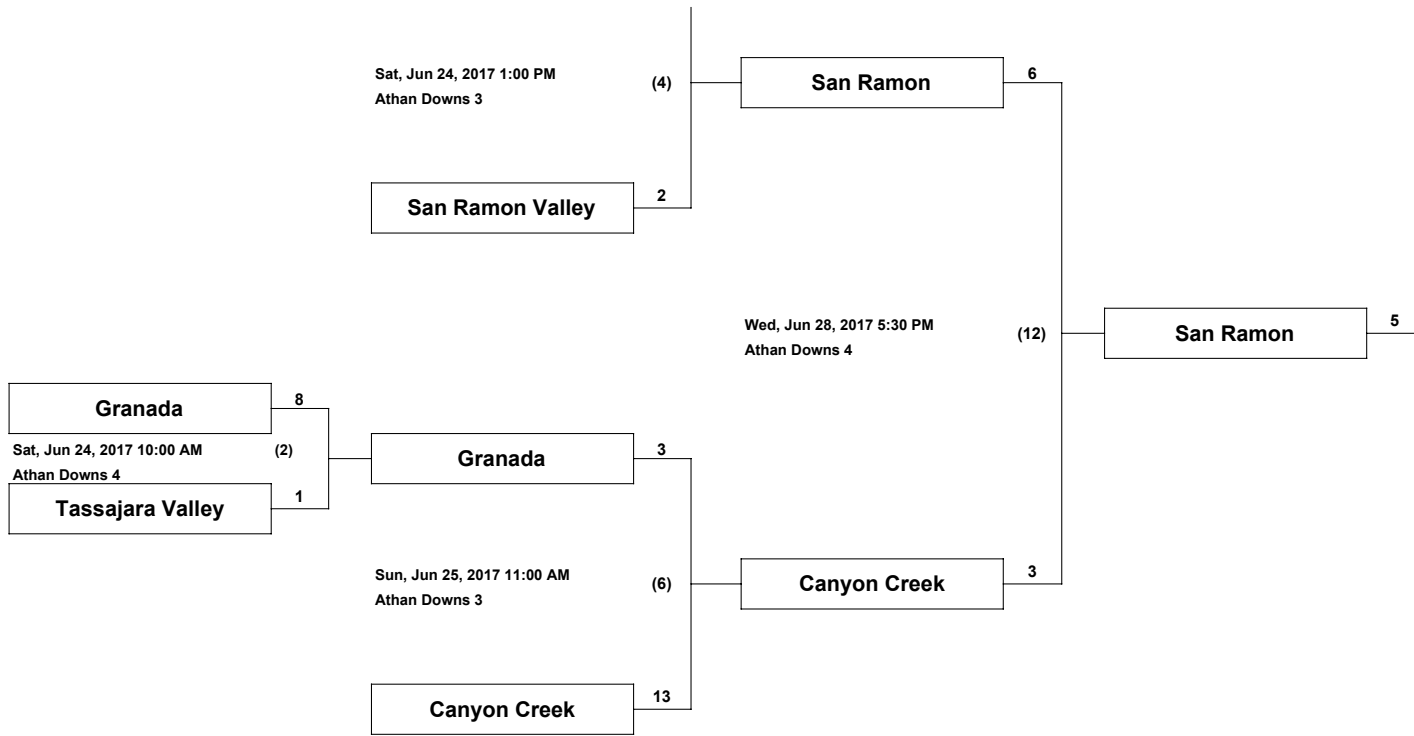 Sat, Jun 24, 2017 1:00 PM
Athan Downs 3
(4)
San Ramon
6
San Ramon Valley
2
Wed, Jun 28, 2017 5:30 PM
Athan Downs 4
(12)
San Ramon
5
Granada
8
Sat, Jun 24, 2017 10:00 AM
Athan Downs 4
(2)
Tassajara Valley
1
Granada
3
Sun, Jun 25, 2017 11:00 AM
Athan Downs 3
(6)
Canyon Creek
3
Canyon Creek
13